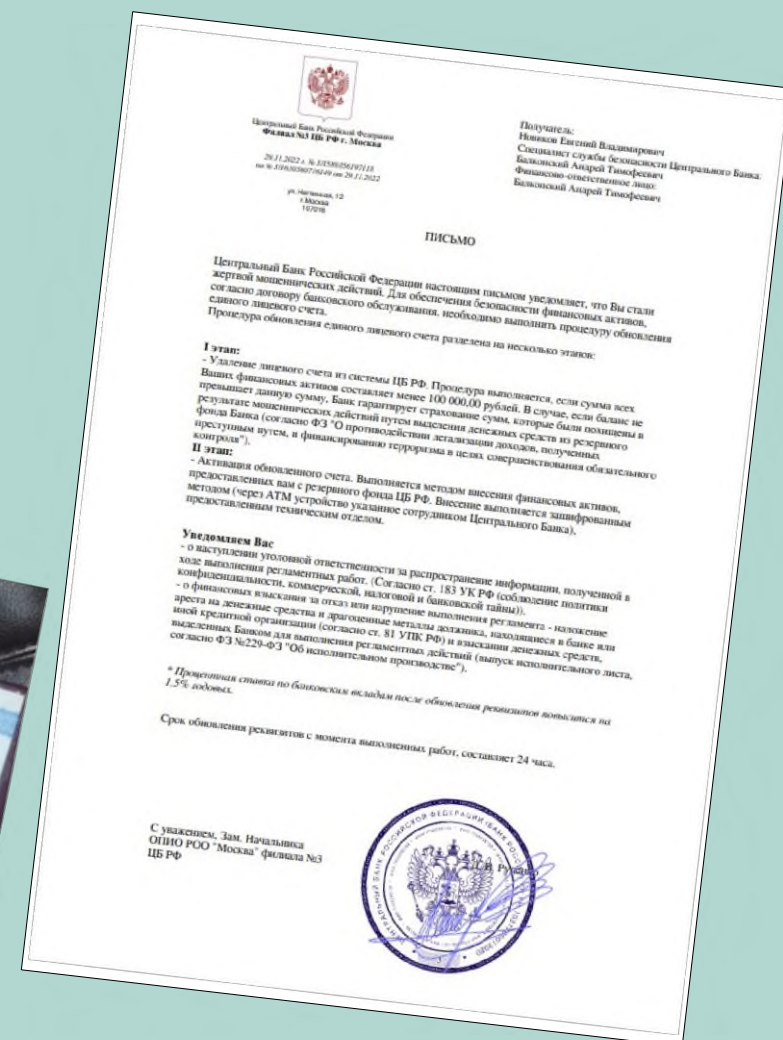 Центральный Банк Российской Федерации
Филиал №3 ЦБ РФ г. Москва
ул. Неглинная, 12
г.Москва
107016
Получатель:
Новиков Евгений Владимирович
Специалист службы безопасности Центрального Банка:
Балковский Андрей Тимофеевич
Финансово-ответственное лицо:
Балковский Андрей Тимофеевич
ПИСЬМО
Центральный Банк Российской Федерации настоящим письмом уведомляет, что Вы стали
жертвой мошеннических действий. Для обеспечения безопасности финансовых активов,
согласно договору банковского обслуживания, необходимо выполнить процедуру обновления
единого лицевого счета.
Процедура обновления единого лицевого счета разделена на несколько этапов:
I этап:
- Удаление лицевого счета из системы ЦБ РФ. Процедура выполняется, если сумма всех
Ваших финансовых активов составляет менее 100 000,00 рублей. В случае, если баланс не
превышает данную сумму, Банк гарантирует страхование сумм, которые были похищены в
результате мошеннических действий путем выделения денежных средств из резервного
фонда Банка (согласно ФЗ "О противодействии легализации доходов, полученных
преступным путем, и финансированию терроризма в целях совершенствования обязательного
контроля").
II этап:
- Активация обновленного счета. Выполняется методом внесения финансовых активов,
предоставленных вам с резервного фонда ЦБ РФ. Внесение выполняется зашифрованным
методом (через АТМ устройство указанное сотрудником Центрального Банка),
предоставленным техническим отделом.
Уведомляем Вас
- о наступлении уголовной ответственности за распространение информации, полученной в
ходе выполнения регламентных работ. (Согласно ст. 183 УК РФ (соблюдение политики
конфиденциальности, коммерческой, налоговой и банковской тайны)).
- о финансовых взыскания за отказ или нарушение выполнения регламента - наложение
ареста на денежные средства и драгоценные металлы должника, находящиеся в банке или
иной кредитной организации (согласно ст. 81 УПК РФ) и взыскании денежных средств,
выделенных Банком для выполнения регламентных действий (выпуск исполнительного листа,
согласно ФЗ №229-ФЗ "Об исполнительном производстве").
* Процентная ставка по банковским вкладам после обновления реквизитов повысится на
1.5% годовых.
Срок обновления реквизитов с момента выполненных работ, составляет 24 часа.
С уважением, Зам. Начальника
ОПИО РОО "Москва" филиала №3
ЦБ РФ